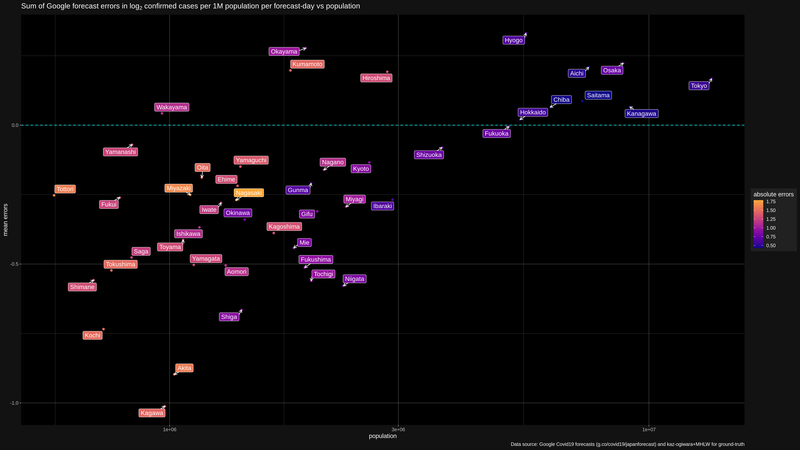 Sum of Google forecast errors in log2 confirmed cases per 1M population per forecast-day vs population
Hyogo
Okayama
Kumamoto
Aichi
Osaka
Hiroshima
Tokyo
Saitama
Chiba
Wakayama
Hokkaido
Kanagawa
0.0
Fukuoka
Yamanashi
Shizuoka
Yamaguchi
Nagano
Oita
Kyoto
Ehime
Tottori
Miyazaki
Gunma
Nagasaki
Miyagi
Fukui
Ibaraki
Iwate
Okinawa
Gifu
Kagoshima
Ishikawa
Mie
Toyama
Saga
Yamagata
Fukushima
-0.5
Tokushima
Aomori
Tochigi
Niigata
Shimane
Shiga
Kochi
Akita
-1.0
Kagawa
mean errors
1e+06
3e+06
1e+07
population
absolute errors
1.75
1.50
1.25
1.00
0.75
0.50
Data source: Google Covid19 forecasts (g.co/covid19/japanforecast) and kaz-ogiwara+MHLW for ground-truth